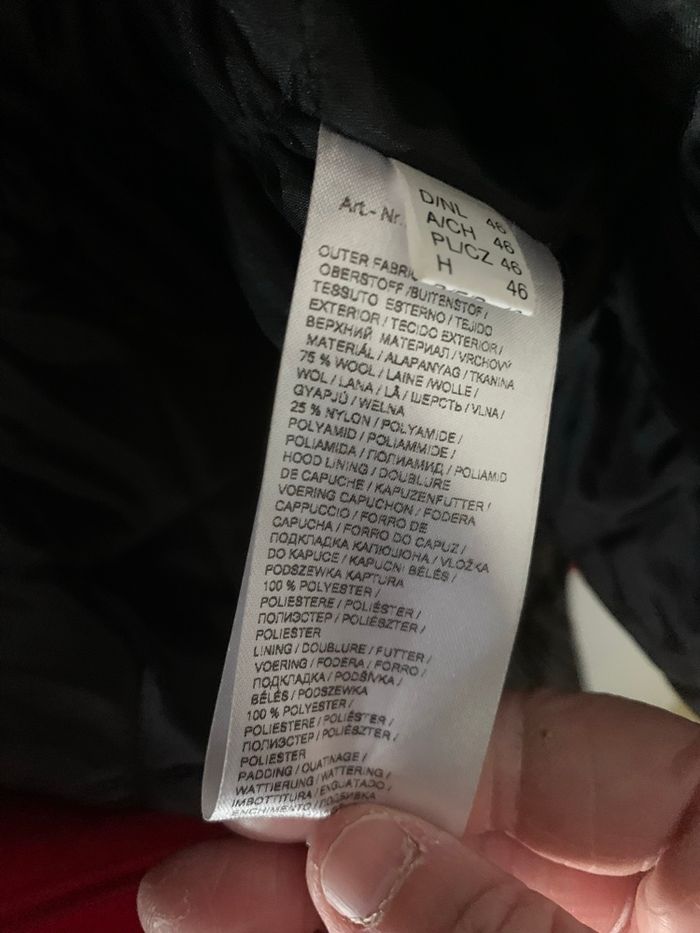 D/NL 46
A/CH 46
PL/CZ 46
H 46
Art.-Nr.
OUTER FABRIC
OBERSTOFF/BUITENSTOF/
TESSUTO ESTERNO/TEJIDO
EXTERIOR/TECIDO EXTERIOR/
ВЕРХНИЙ МАТЕРИАЛ/VRCHOVÝ
MATERIÁL/ALAPANYAG/TKANINA
75 % WOOL/LAINE/WOLLE/
WOL/LANA/LÃ/ШЕРСТЬ/VLNA/
GYAPJÚ/WEŁNA
25 % NYLON/POLYAMIDE/
POLYAMID/POLIAMMIDE/
POLIAMIDA/ПОЛИАМИД/POLIAMID
HOOD LINING/DOUBLURE
DE CAPUCHE/KAPUZENFUTTER/
VOERING CAPUCHON/FODERA
CAPPUCCIO/FORRO DE
CAPUCHA/FORRO DO CAPUZ/
ПОДКЛАДКА КАПЮШОНА/VLOŽKA
DO KAPUCE/KAPUCNI BÉLÉS/
PODSZEWKA KAPTURA
100 % POLYESTER/
POLIESTERE/POLIÉSTER/
ПОЛИЭСТЕР/POLIÉSZTER/
POLIESTER
LINING/DOUBLURE/FUTTER/
VOERING/FODERA/FORRO/
ПОДКЛАДКА/PODŠÍVKA/
BÉLÉS/PODSZEWKA
100 % POLYESTER/
POLIESTERE/POLIÉSTER/
ПОЛИЭСТЕР/POLIÉSZTER/
POLIESTER
PADDING/OUATINAGE/
WATTIERUNG/WATTERING/
IMBOTTITURA/ENGUATADO/
ENCHIMENTO/